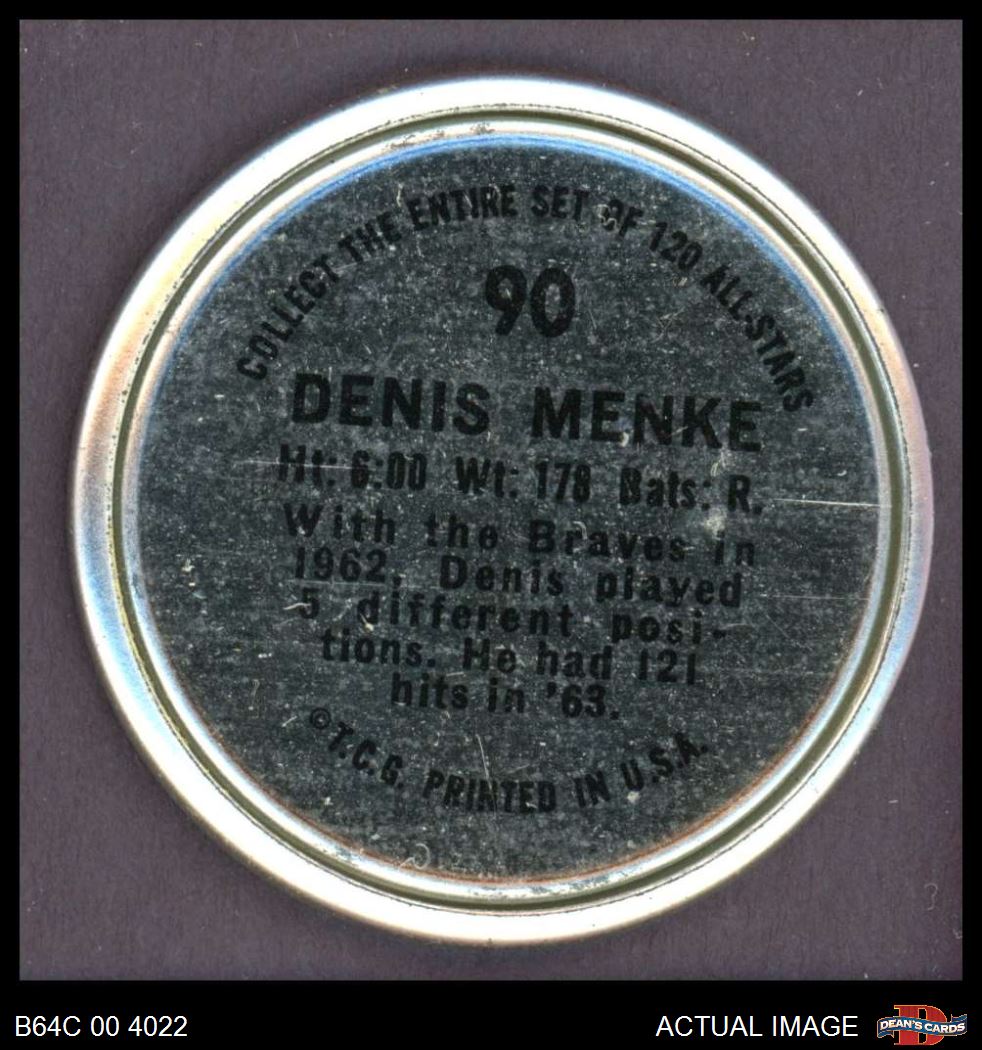 COLLECT THE ENTIRE SET OF 120 ALL-STARS
90
DENIS MENKE
Ht: 6:00 Wt: 178 Bats: R.
With the Braves in
1962, Denis played
5 different posi-
tions. He had 121
hits in '63.
©T.C.G. PRINTED IN U.S.A.
B64C 00 4022
ACTUAL IMAGE
DEAN'S CARDS